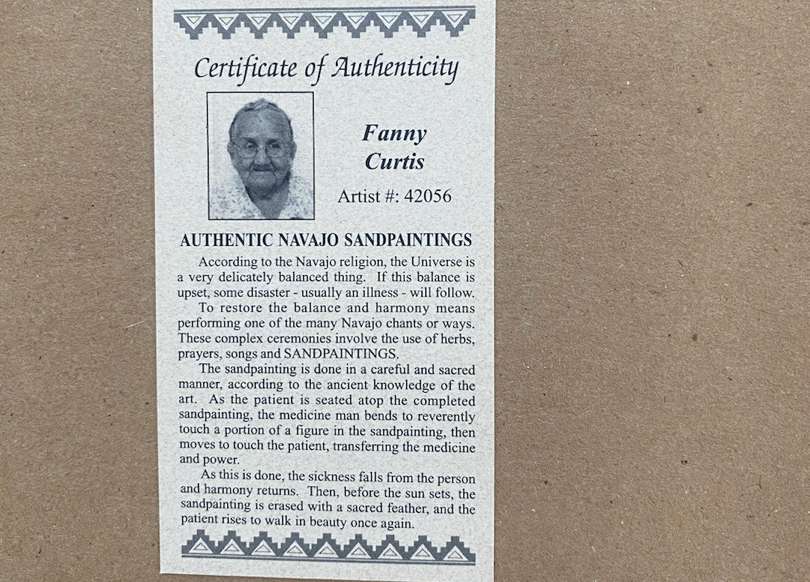 Certificate of Authenticity
Fanny
Curtis
Artist #: 42056
AUTHENTIC NAVAJO SANDPAINTINGS
According to the Navajo religion, the Universe is
a very delicately balanced thing. If this balance is
upset, some disaster - usually an illness - will follow.
To restore the balance and harmony means
performing one of the many Navajo chants or ways.
These complex ceremonies involve the use of herbs,
prayers, songs and SANDPAINTINGS.
The sandpainting is done in a careful and sacred
manner, according to the ancient knowledge of the
art. As the patient is seated atop the completed
sandpainting, the medicine man bends to reverently
touch a portion of a figure in the sandpainting, then
moves to touch the patient, transferring the medicine
and power.
As this is done, the sickness falls from the person
and harmony returns. Then, before the sun sets, the
sandpainting is erased with a sacred feather, and the
patient rises to walk in beauty once again.